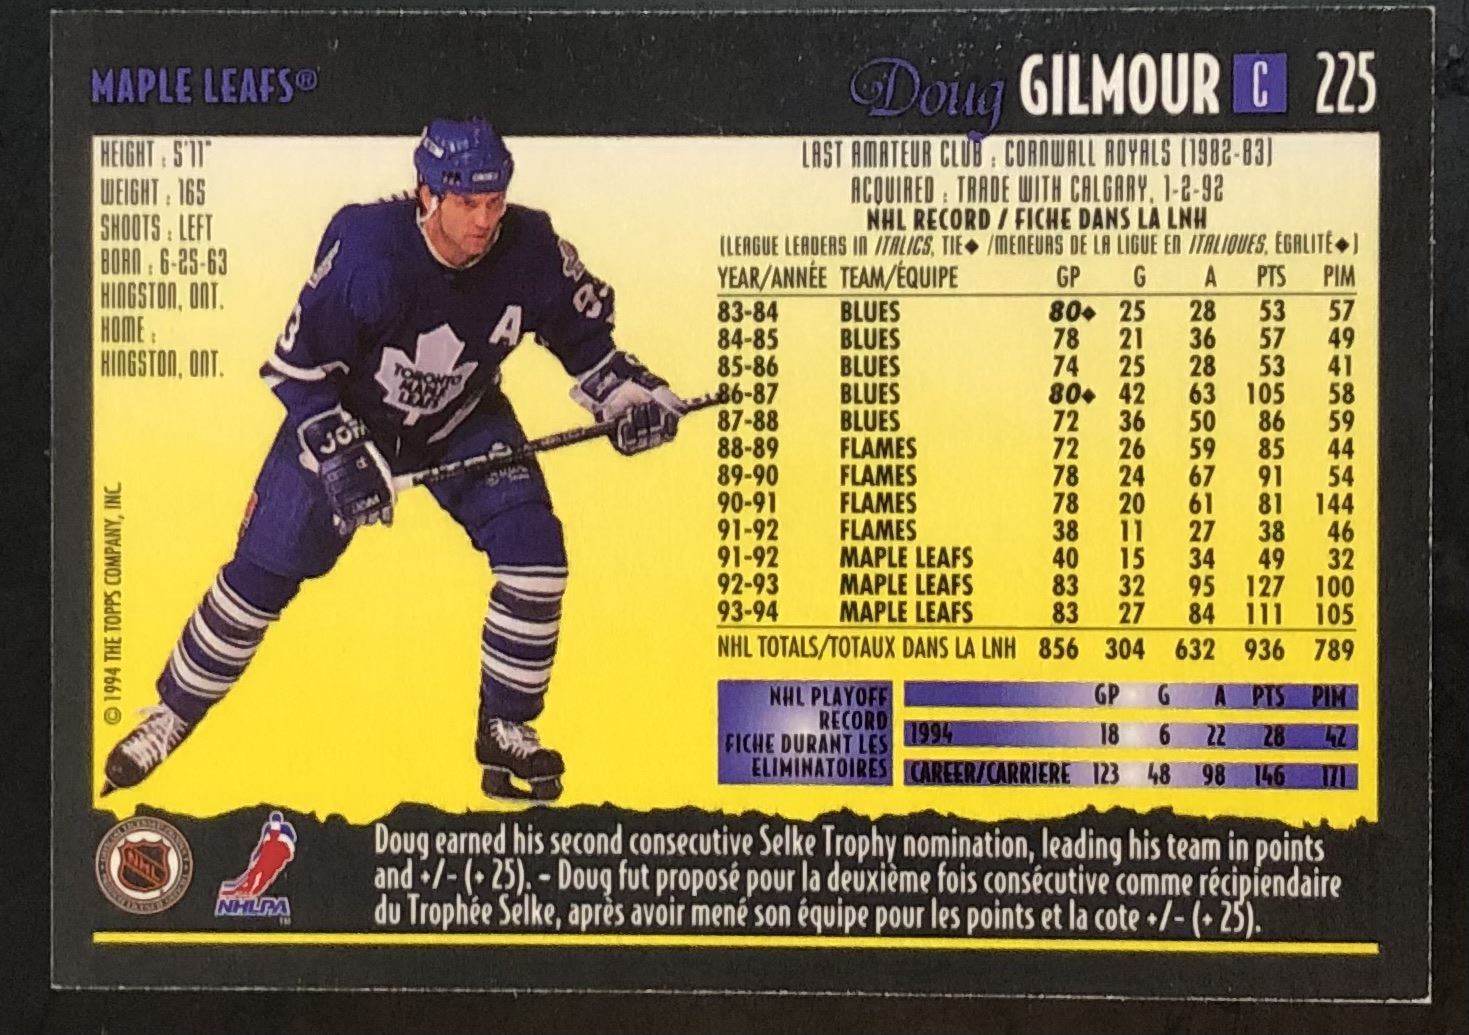 MAPLE LEAFS®
Doug GILMOUR C 225
HEIGHT : 5'11"
WEIGHT : 165
SHOOTS : LEFT
BORN : 6-25-63
KINGSTON, ONT.
HOME :
KINGSTON, ONT.
LAST AMATEUR CLUB : CORNWALL ROYALS (1982-83)
ACQUIRED : TRADE WITH CALGARY, 1-2-92
NHL RECORD / FICHE DANS LA LNH
(LEAGUE LEADERS IN ITALICS, TIE◆ /MENEURS DE LA LIGUE EN ITALIQUES, ÉGALITÉ◆)
YEAR/ANNÉE TEAM/ÉQUIPE GP G A PTS PIM
83-84 BLUES 80◆ 25 28 53 57
84-85 BLUES 78 21 36 57 49
85-86 BLUES 74 25 28 53 41
86-87 BLUES 80◆ 42 63 105 58
87-88 BLUES 72 36 50 86 59
88-89 FLAMES 72 26 59 85 44
89-90 FLAMES 78 24 67 91 54
90-91 FLAMES 78 20 61 81 144
91-92 FLAMES 38 11 27 38 46
91-92 MAPLE LEAFS 40 15 34 49 32
92-93 MAPLE LEAFS 83 32 95 127 100
93-94 MAPLE LEAFS 83 27 84 111 105
NHL TOTALS/TOTAUX DANS LA LNH 856 304 632 936 789
NHL PLAYOFF
RECORD
FICHE DURANT LES
ELIMINATOIRES
GP G A PTS PIM
1994 18 6 22 28 42
CAREER/CARRIERE 123 48 98 146 171
A
TORONTO
MAPLE
LEAFS
© 1994 THE TOPPS COMPANY, INC.
NHL
NHLPA
TM
Doug earned his second consecutive Selke Trophy nomination, leading his team in points
and +/- (+ 25). – Doug fut proposé pour la deuxième fois consécutive comme récipiendaire
du Trophée Selke, après avoir mené son équipe pour les points et la cote +/- (+ 25).